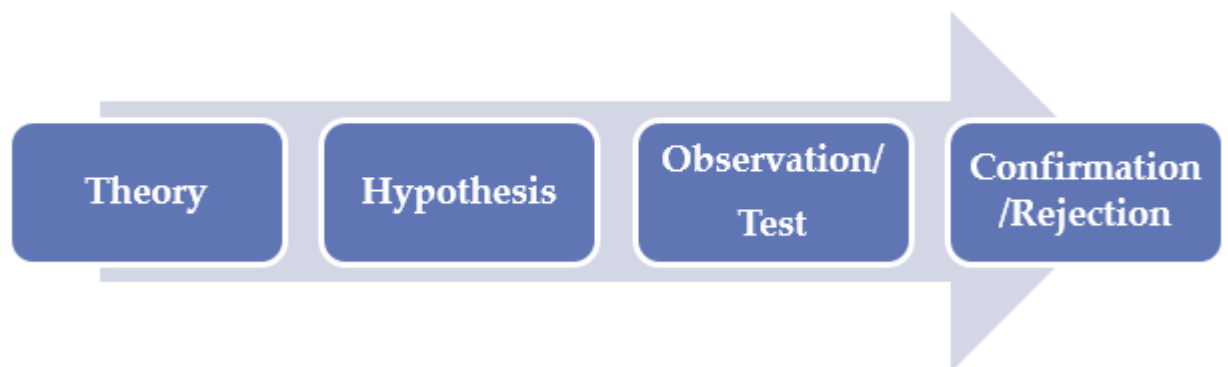 Theory
Hypothesis
Observation/
Test
Confirmation
/Rejection